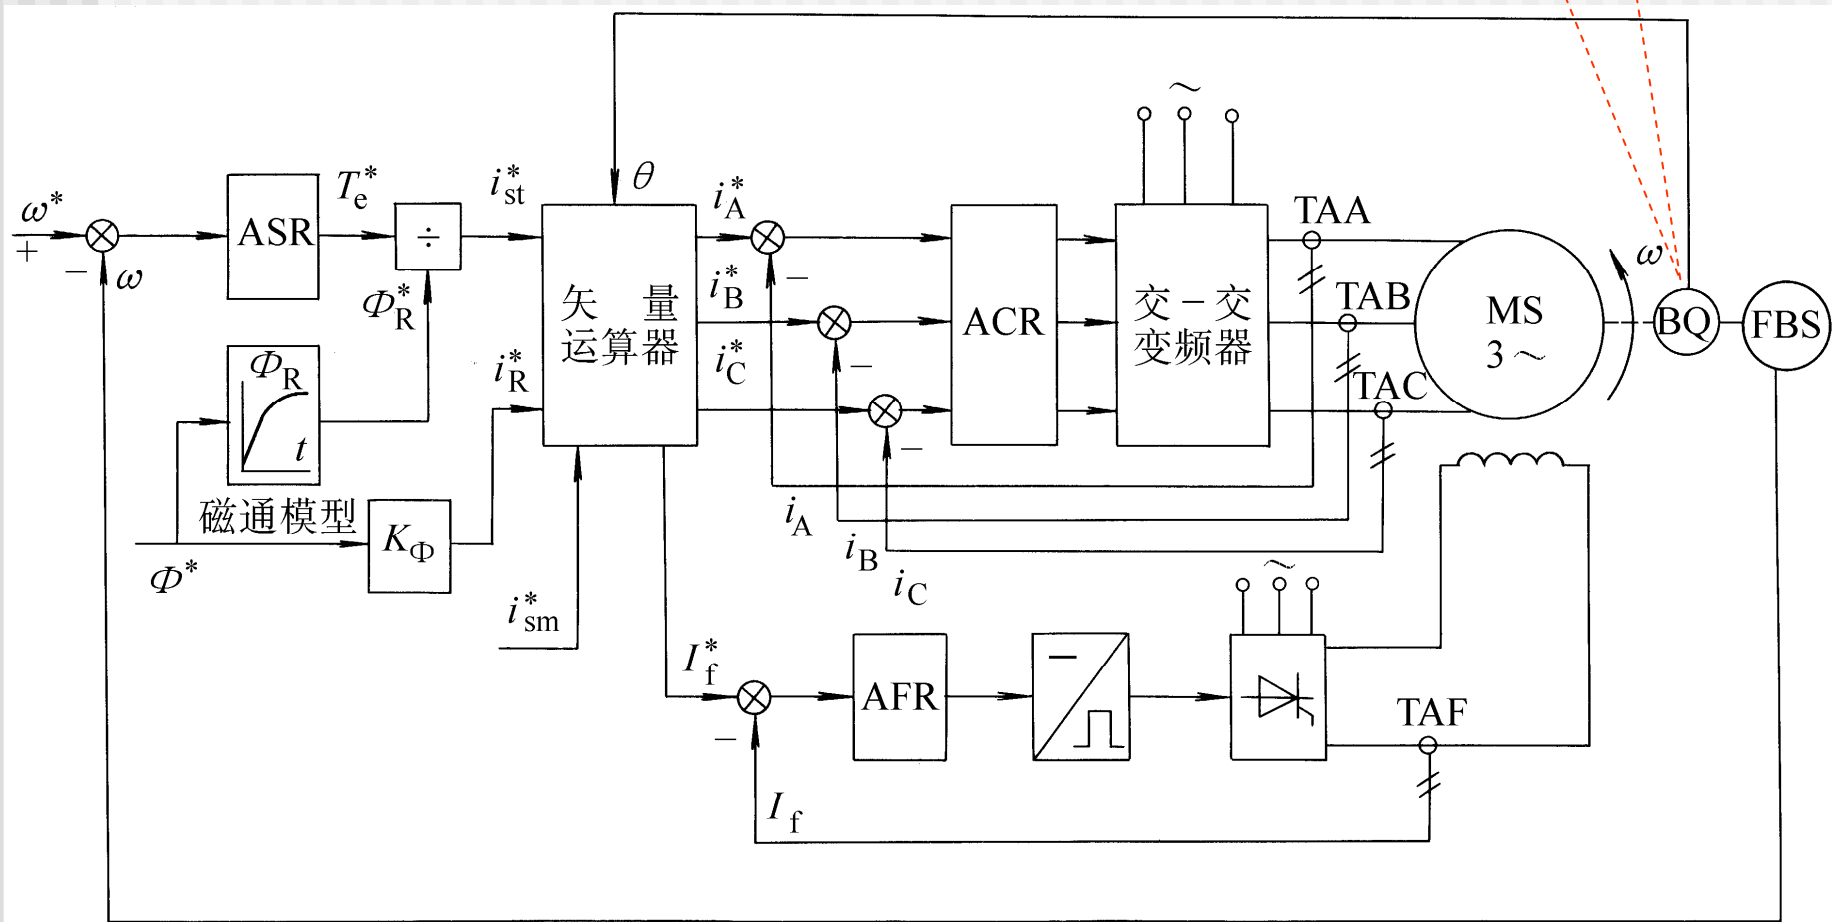 θ
ω*
+
−
ω
ASR
T*e
÷
i*st
Φ*R
ΦR
t
磁通模型
Φ*
KΦ
i*R
i*sm
矢 量
运算器
i*A
i*B
i*C
−
−
−
ACR
~
交－交
变频器
TAA
TAB
TAC
MS
3~
ω
BQ
FBS
iA
iB
iC
I*f
−
AFR
~
TAF
If